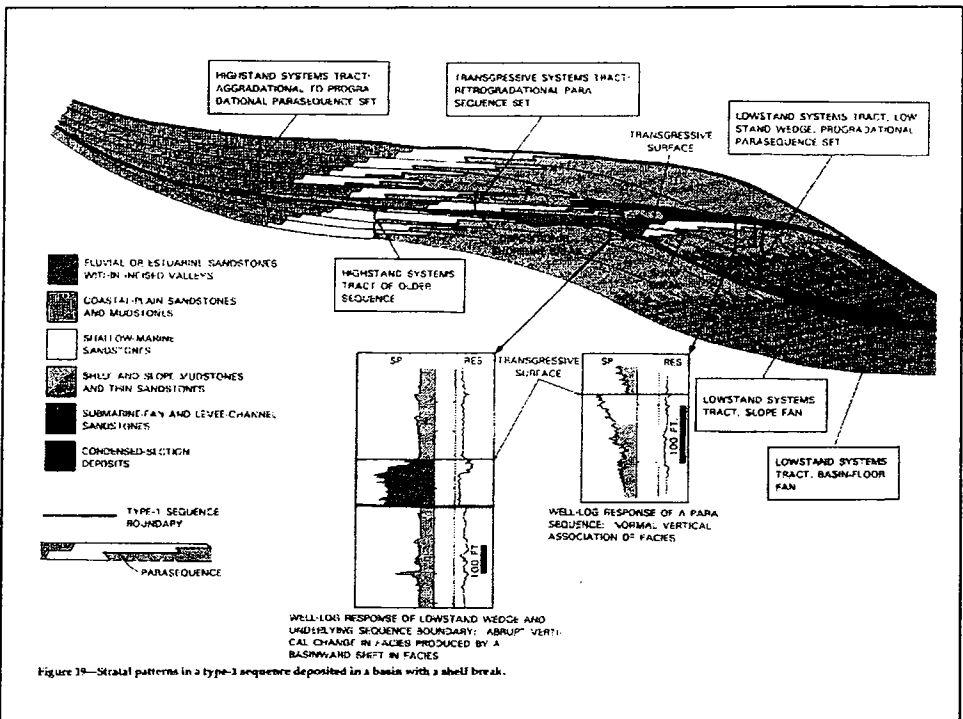 HIGHSTAND SYSTEMS TRACT-
AGGRADATIONAL TO PROGRA
DATIONAL PARASEQUENCE SET
TRANSGRESSIVE SYSTEMS TRACT-
RETROGRADATIONAL PARA
SEQUENCE SET
TRANSGRESSIVE
SURFACE
LOWSTAND SYSTEMS TRACT, LOW
STAND WEDGE, PROGRADATIONAL
PARASEQUENCE SET
HIGHSTAND SYSTEMS
TRACT OF OLDER
SEQUENCE
FLUVIAL OR ESTUARINE SANDSTONES
WITHIN INCISED VALLEYS
COASTAL-PLAIN SANDSTONES
AND MUDSTONES
SHALLOW-MARINE
SANDSTONES
SHELF AND SLOPE MUDSTONES
AND THIN SANDSTONES
SUBMARINE-FAN AND LEVEE-CHANNEL
SANDSTONES
CONDENSED-SECTION
DEPOSITS
TYPE-1 SEQUENCE
BOUNDARY
PARASEQUENCE
SP RES
TRANSGRESSIVE
SURFACE
SP RES
100 FT.
100 FT
LOWSTAND SYSTEMS
TRACT, SLOPE FAN
LOWSTAND SYSTEMS
TRACT, BASIN-FLOOR
FAN
WELL-LOG RESPONSE OF A PARA
SEQUENCE: NORMAL VERTICAL
ASSOCIATION OF FACIES
WELL-LOG RESPONSE OF LOWSTAND WEDGE AND
UNDERLYING SEQUENCE BOUNDARY: ABRUPT VERTI-
CAL CHANGE IN FACIES PRODUCED BY A
BASINWARD SHIFT IN FACIES
Figure 19—Stratal patterns in a type-1 sequence deposited in a basin with a shelf break.